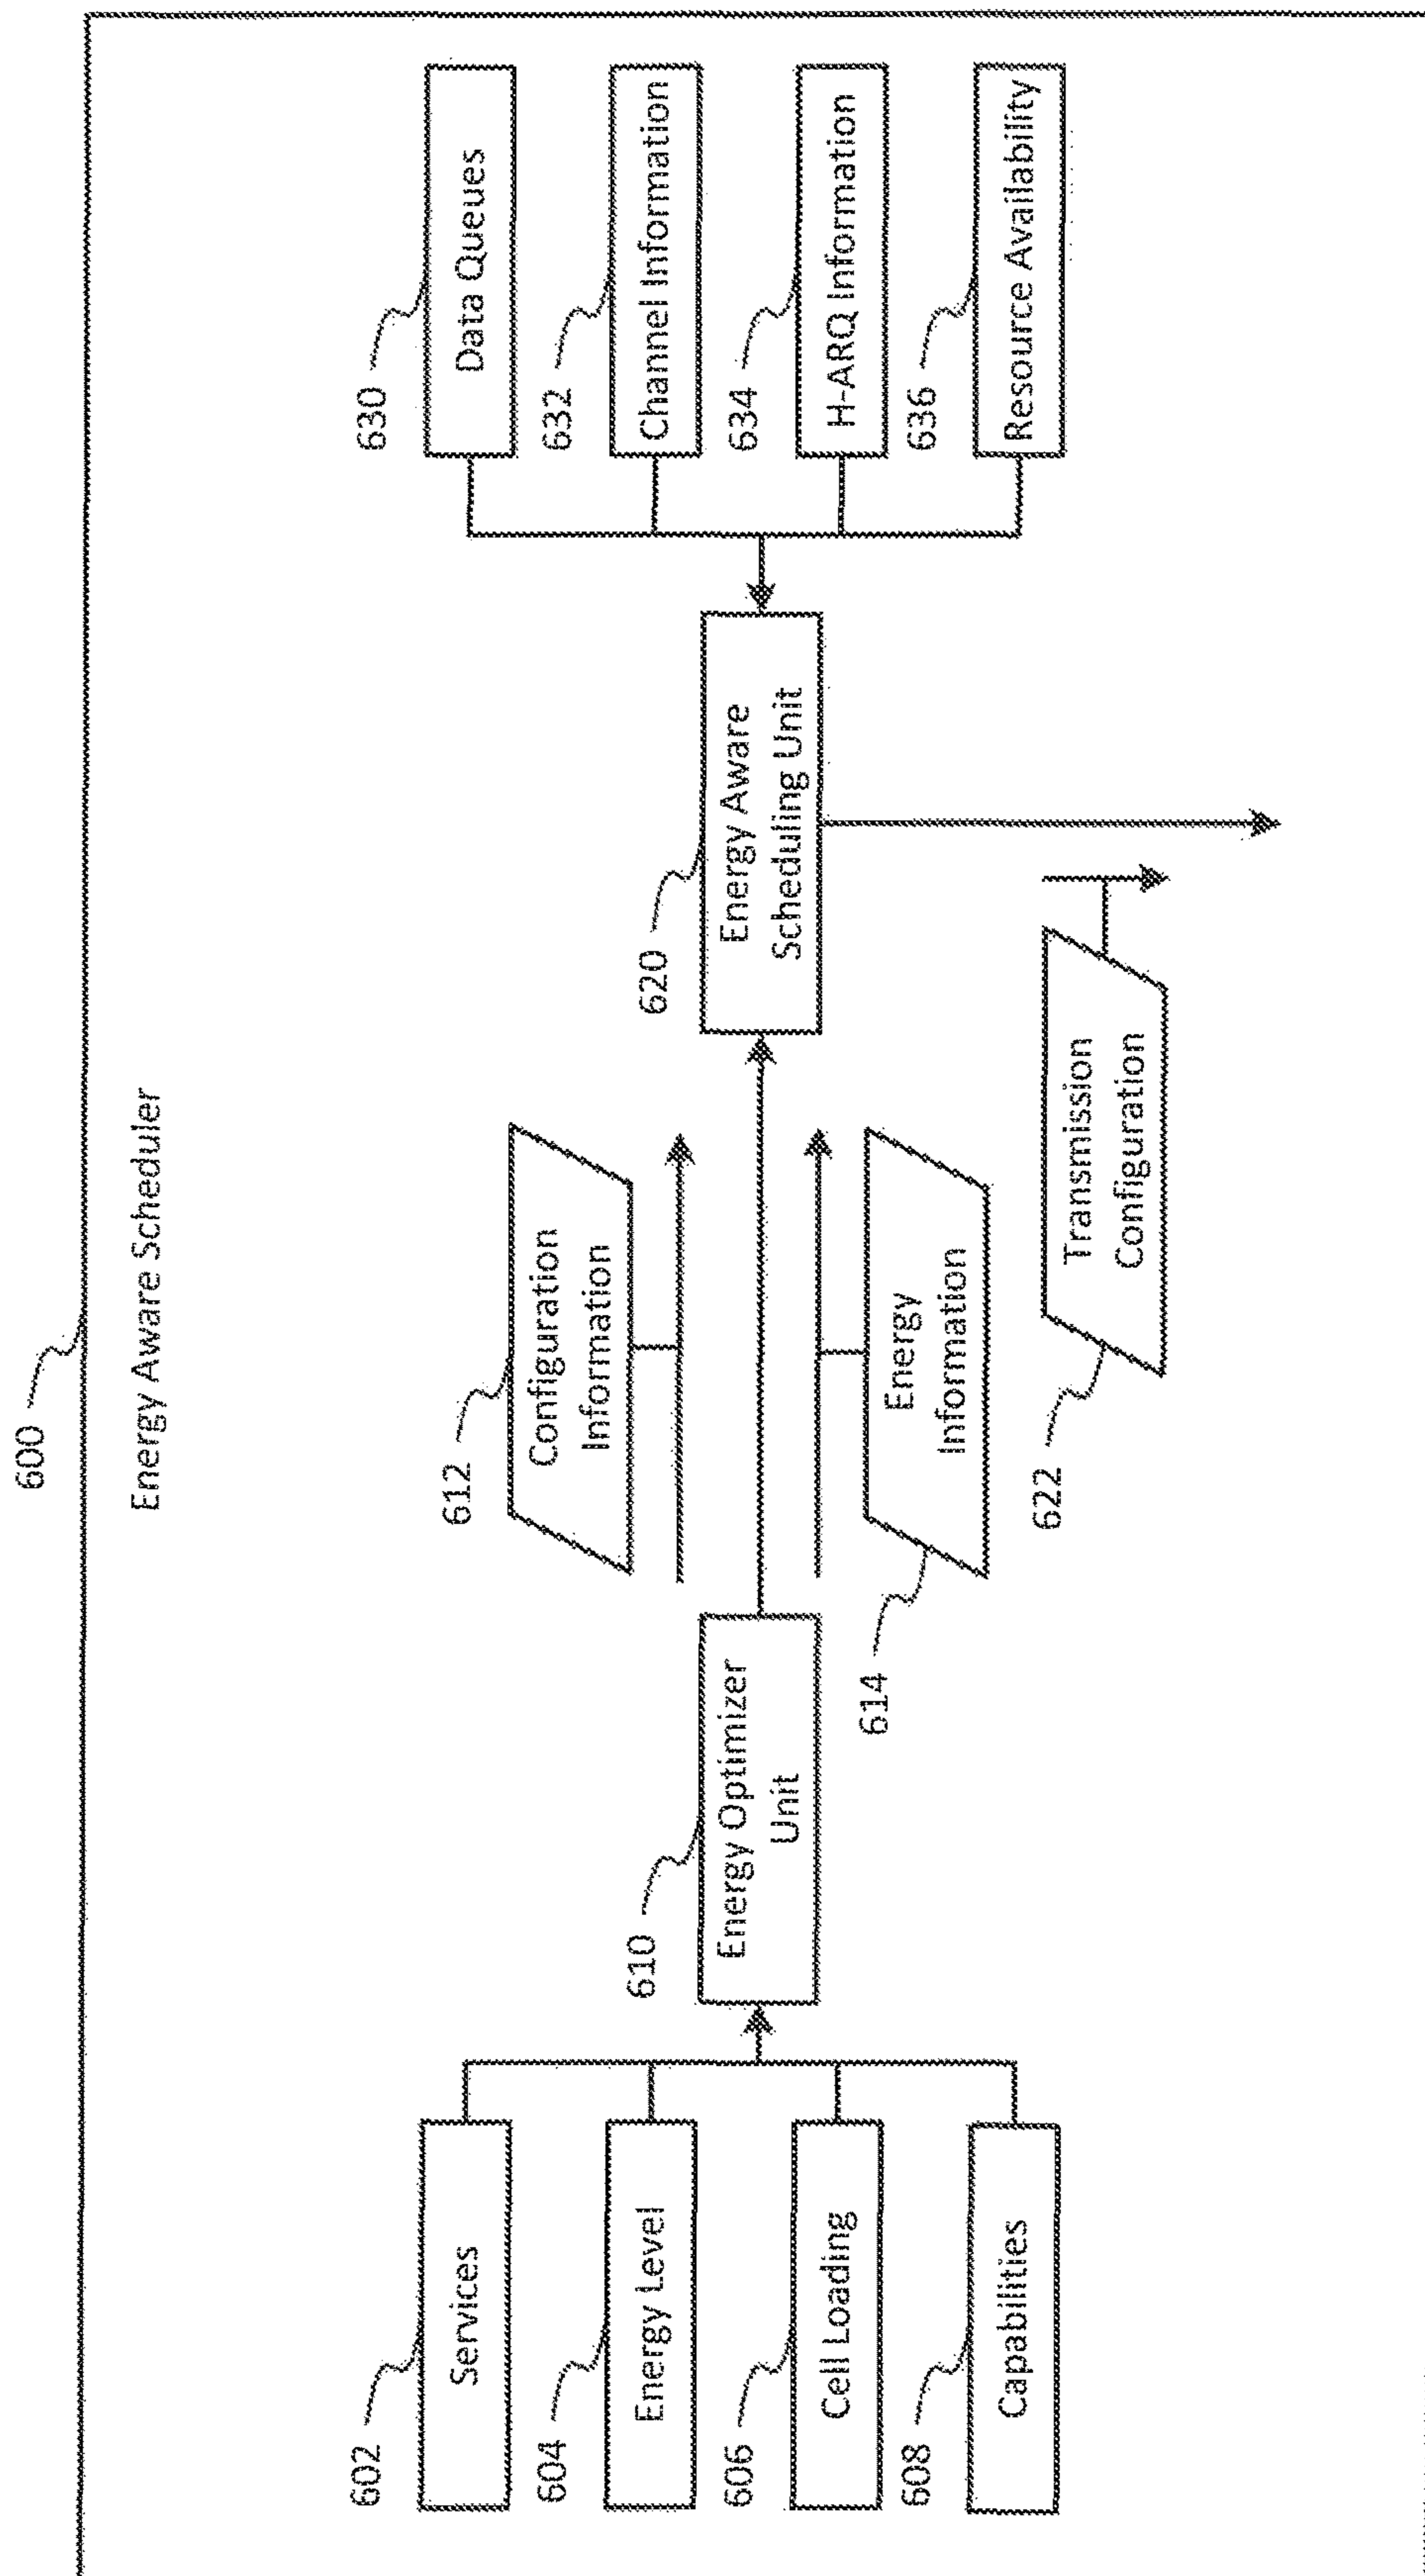 600
Energy Aware Scheduler
602
Services
604
Energy Level
606
Cell Loading
608
Capabilities
610
Energy Optimizer
Unit
612
Configuration
Information
614
Energy
Information
620
Energy Aware
Scheduling Unit
622
Transmission
Configuration
630
Data Queues
632
Channel Information
634
H-ARQ Information
636
Resource Availability